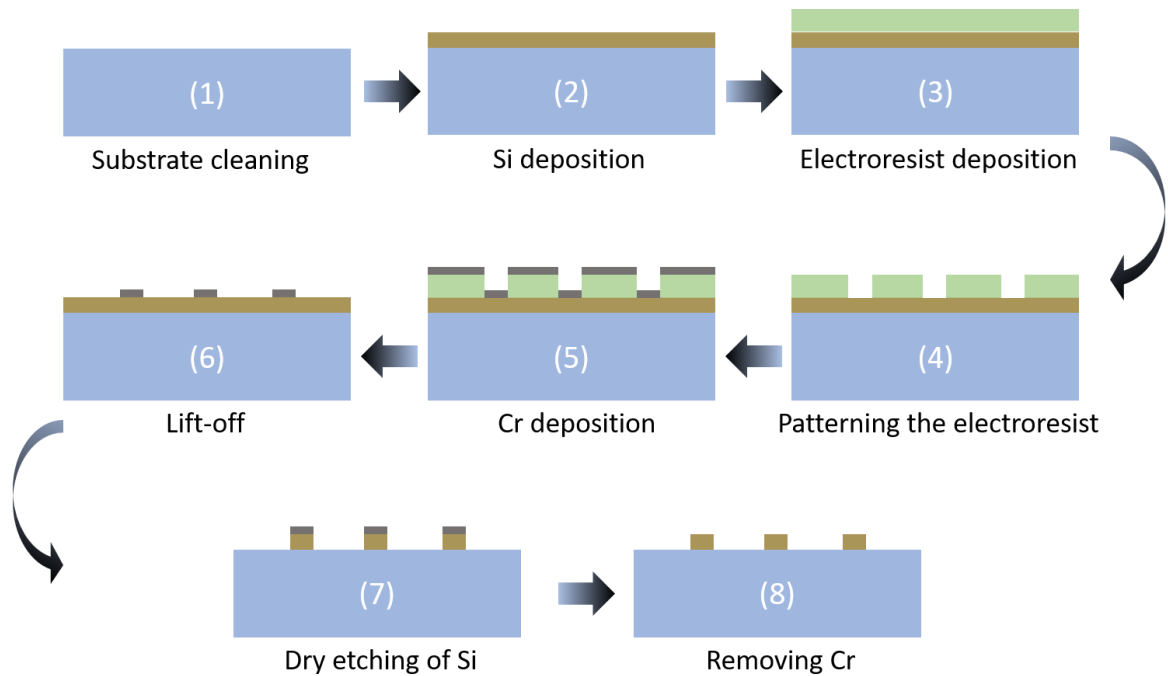 (1)
Substrate cleaning
(2)
Si deposition
(3)
Electroresist deposition
(4)
Patterning the electroresist
(5)
Cr deposition
(6)
Lift-off
(7)
Dry etching of Si
(8)
Removing Cr